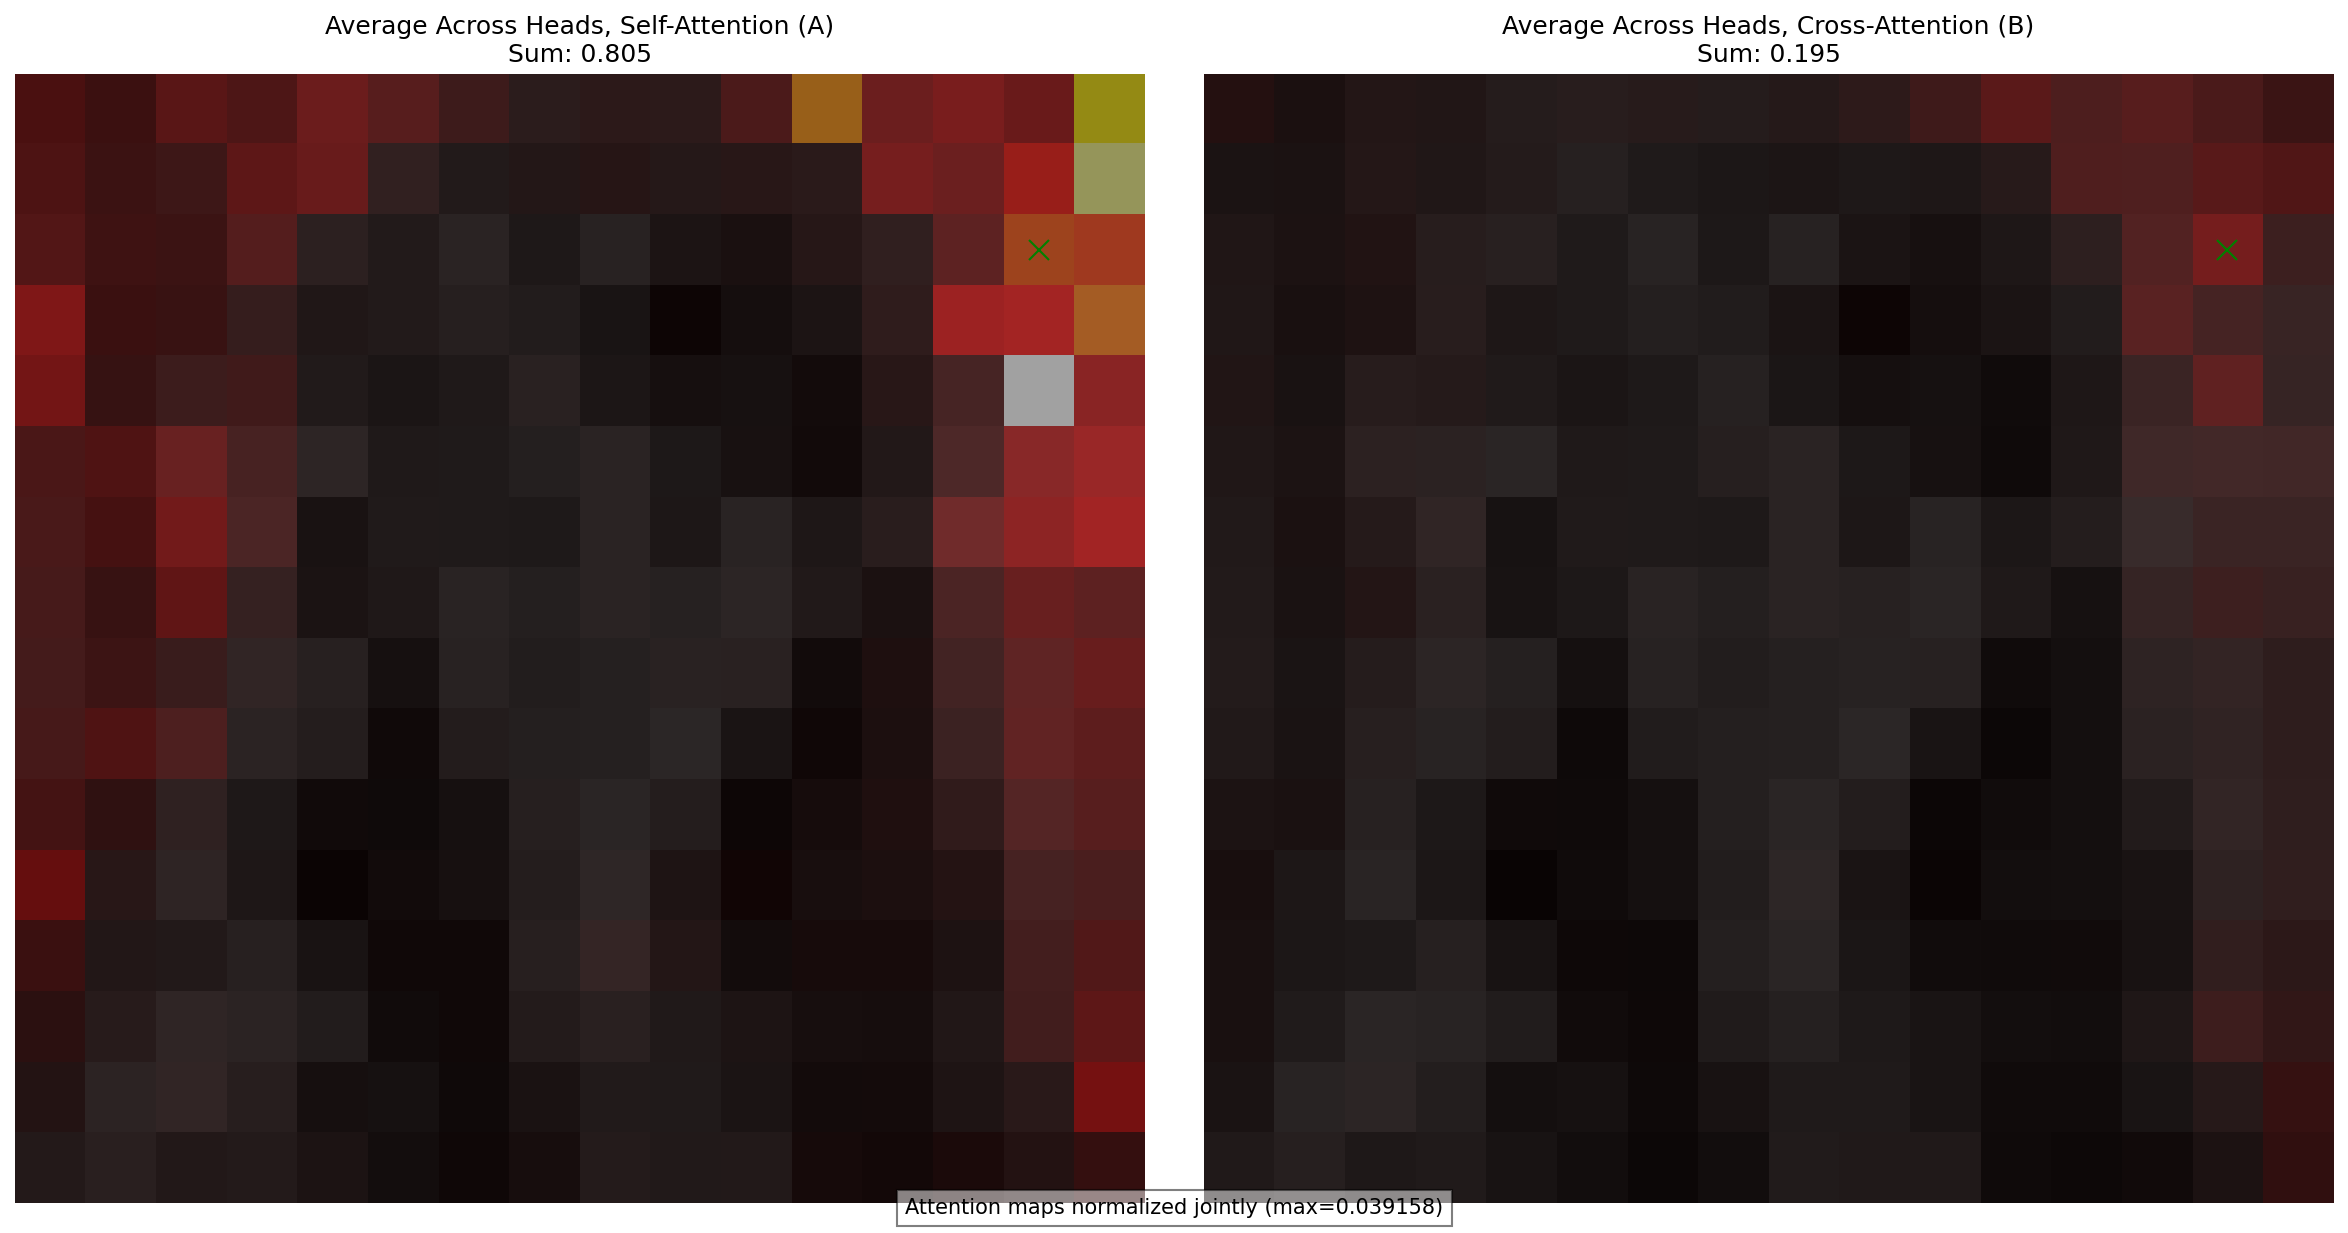 Average Across Heads, Self-Attention (A)
Sum: 0.805
Average Across Heads, Cross-Attention (B)
Sum: 0.195
Attention maps normalized jointly (max=0.039158)